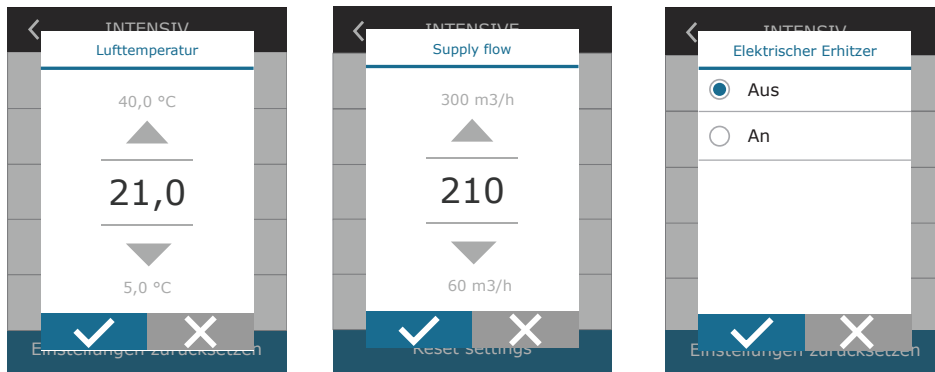 INTENSIV
Lufttemperatur
40,0 °C
21,0
5,0 °C
Einstellungen zurücksetzen
INTENSIVE
Supply flow
300 m3/h
210
60 m3/h
Reset settings
INTENSIV
Elektrischer Erhitzer
Aus
An
Einstellungen zurücksetzen